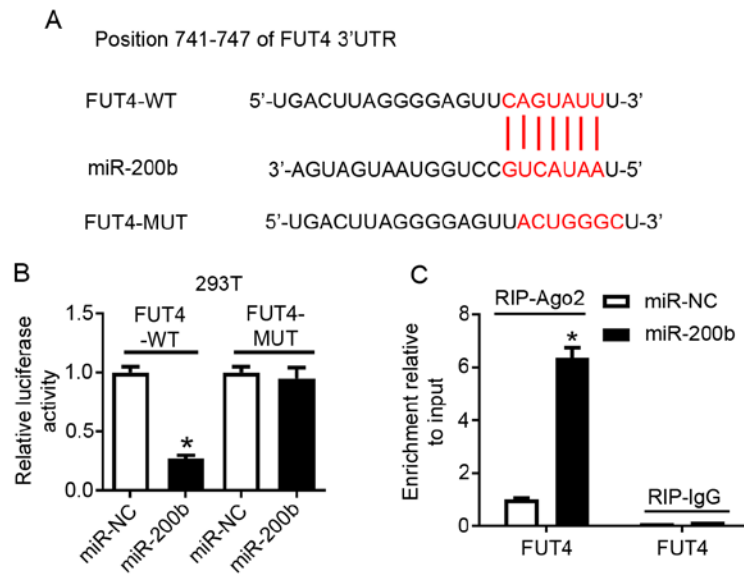 A
Position 741-747 of FUT4 3'UTR
FUT4-WT 5'-UGACUUAGGGGAGUUCAGUAUUU-3'
miR-200b 3'-AGUAGUAAUGGUCCGUCAUAAU-5'
FUT4-MUT 5'-UGACUUAGGGGAGUUACUGGGCU-3'
B
293T
FUT4
-WT
FUT4-
MUT
Relative luciferase
activity
1.5
1.0
0.5
0.0
*
miR-NC
miR-200b
miR-NC
miR-200b
C
RIP-Ago2
miR-NC
miR-200b
Enrichment relative
to input
8
6
4
2
0
*
RIP-IgG
FUT4
FUT4